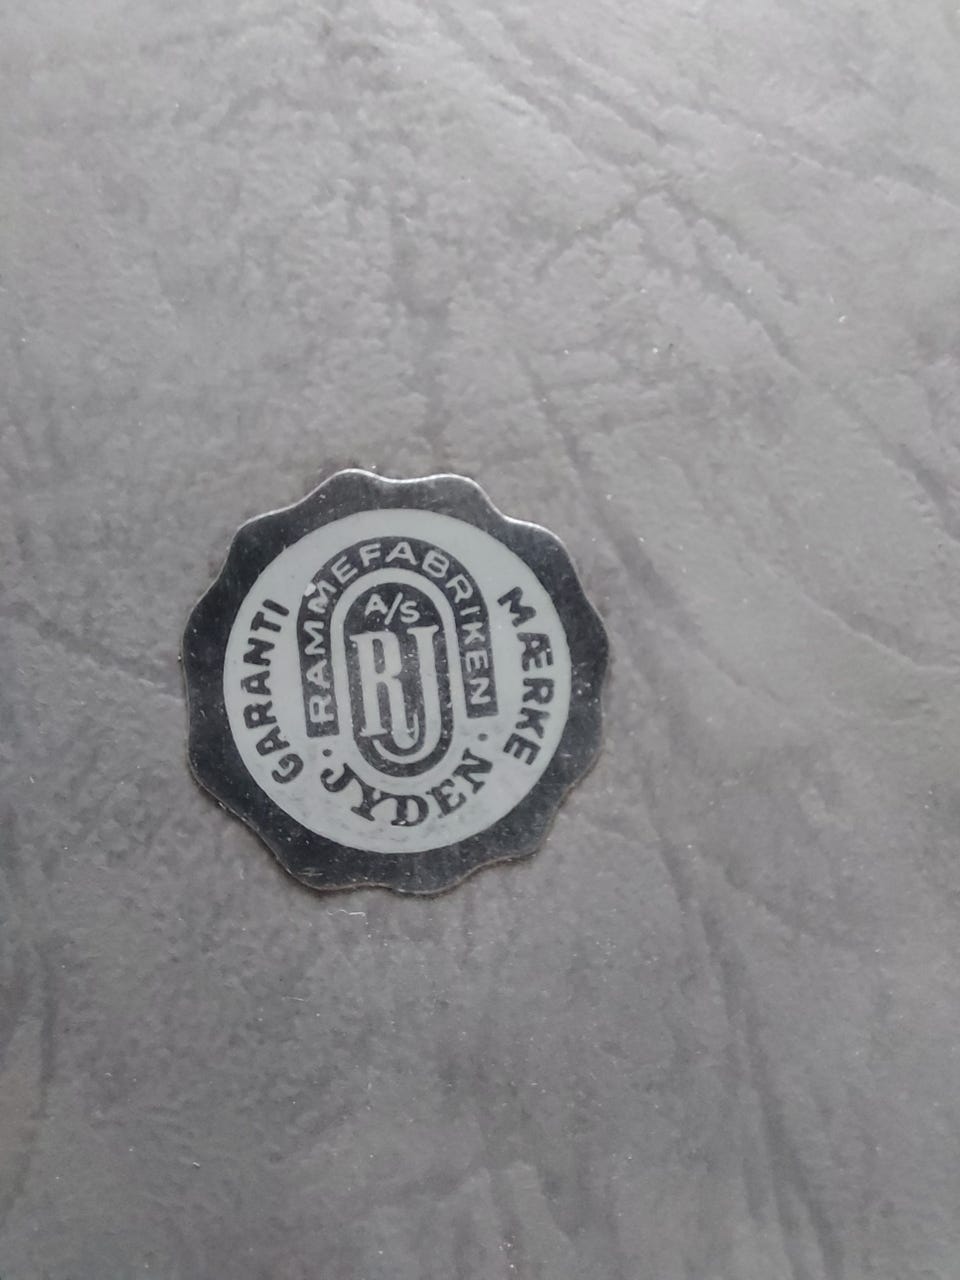 GARANTI MÆRKE
RAMMEFABRIKEN
A/S
RJ
· JYDEN ·